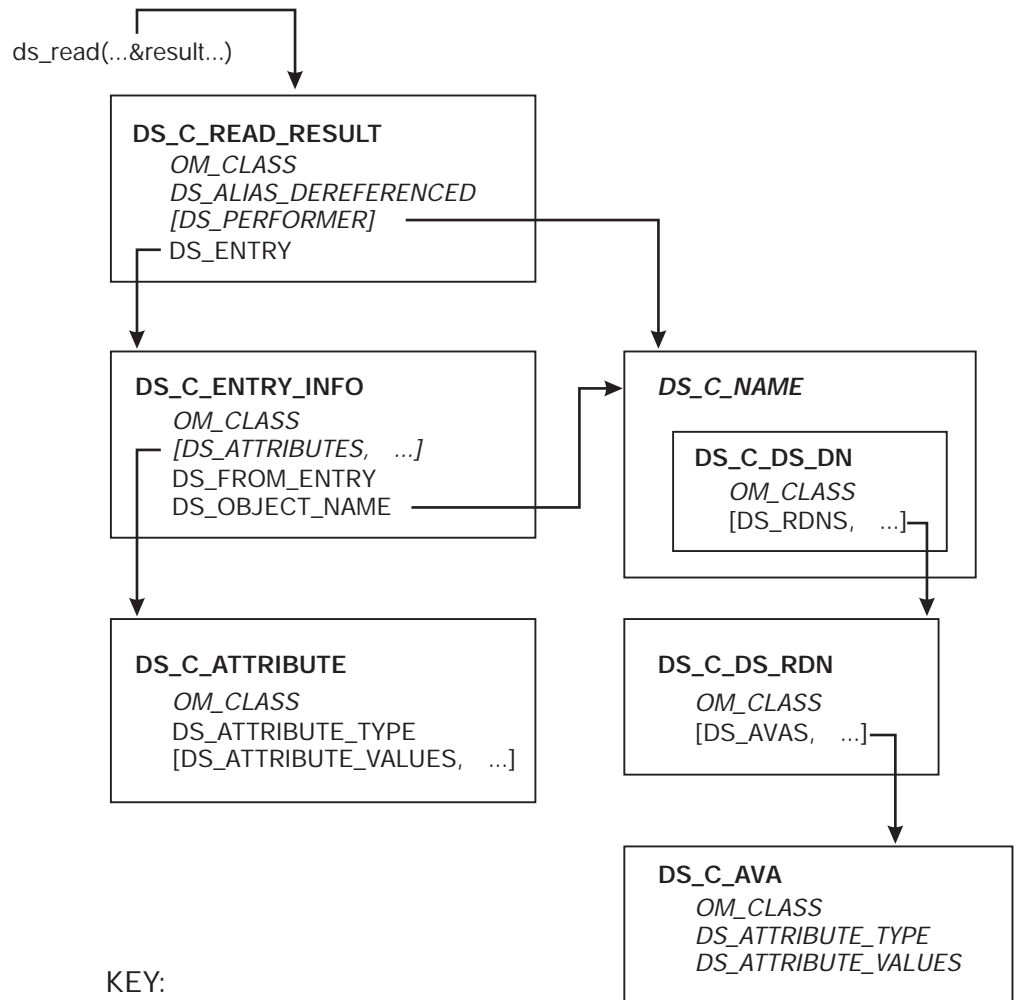 ds_read(...&result...)
DS_C_READ_RESULT
OM_CLASS
DS_ALIAS_DEREFERENCED
[DS_PERFORMER]
DS_ENTRY
DS_C_ENTRY_INFO
OM_CLASS
[DS_ATTRIBUTES, ...]
DS_FROM_ENTRY
DS_OBJECT_NAME
DS_C_NAME
DS_C_DS_DN
OM_CLASS
[DS_RDNS, ...]
DS_C_ATTRIBUTE
OM_CLASS
DS_ATTRIBUTE_TYPE
[DS_ATTRIBUTE_VALUES, ...]
DS_C_DS_RDN
OM_CLASS
[DS_AVAS, ...]
DS_C_AVA
OM_CLASS
DS_ATTRIBUTE_TYPE
DS_ATTRIBUTE_VALUES
KEY: